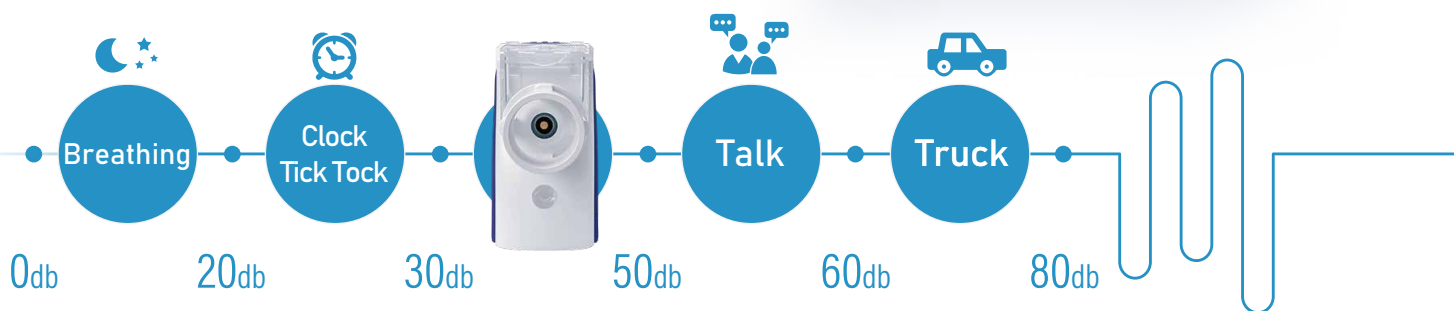 Breathing
Clock
Tick Tock
Talk
Truck
0db
20db
30db
50db
60db
80db